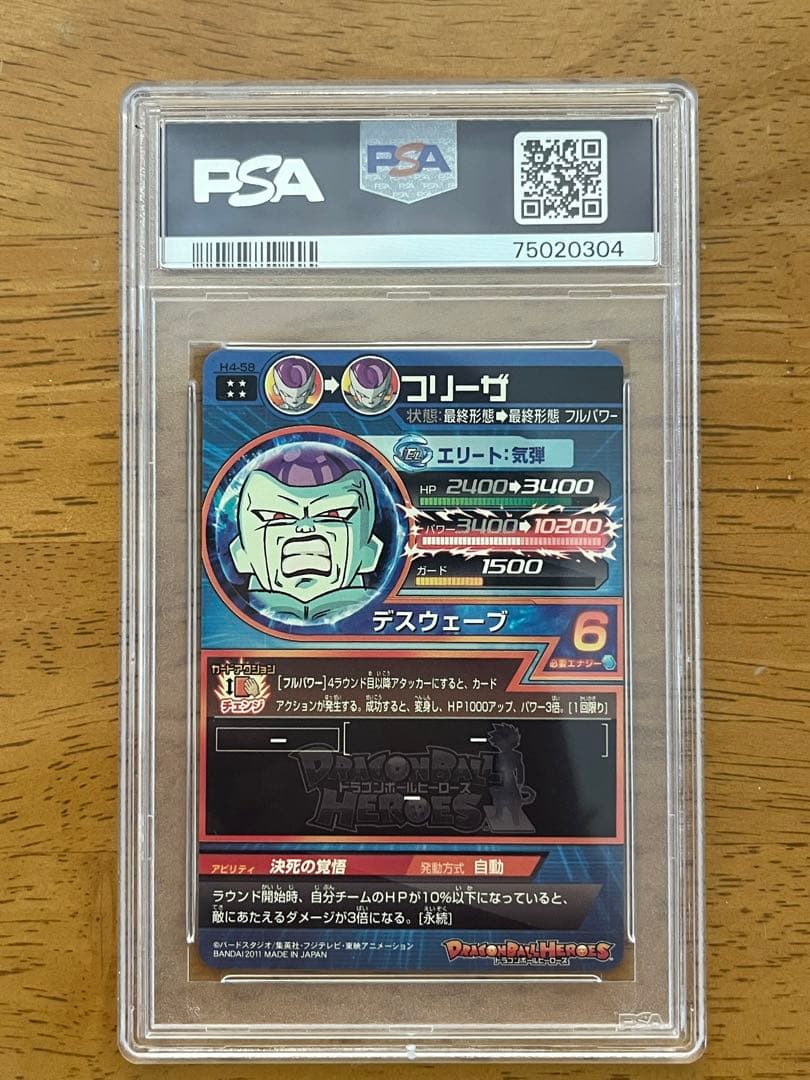 PSA
PSA
75020304
H4-58
フリーザ
状態:最終形態➡最終形態 フルパワー
EL エリート:気弾
HP 2400➡3400
パワー 3400➡10200
ガード 1500
デスウェーブ
6
必要エナジー
カードアクション
チェンジ
[フルパワー]4ラウンド目以降アタッカーにすると、カード
アクションが発生する。成功すると、変身し、HP1000アップ、パワー3倍。[1回限り]
ー
ー
DRAGONBALL
ドラゴンボールヒーローズ
HEROES
ー
アビリティ 決死の覚悟 発動方式 自動
ラウンド開始時、自分チームのHPが10%以下になっていると、
敵にあたえるダメージが3倍になる。[永続]
©バードスタジオ/集英社・フジテレビ・東映アニメーション
BANDAI 2011 MADE IN JAPAN
DRAGONBALL HEROES
ドラゴンボールヒーローズ
PSA